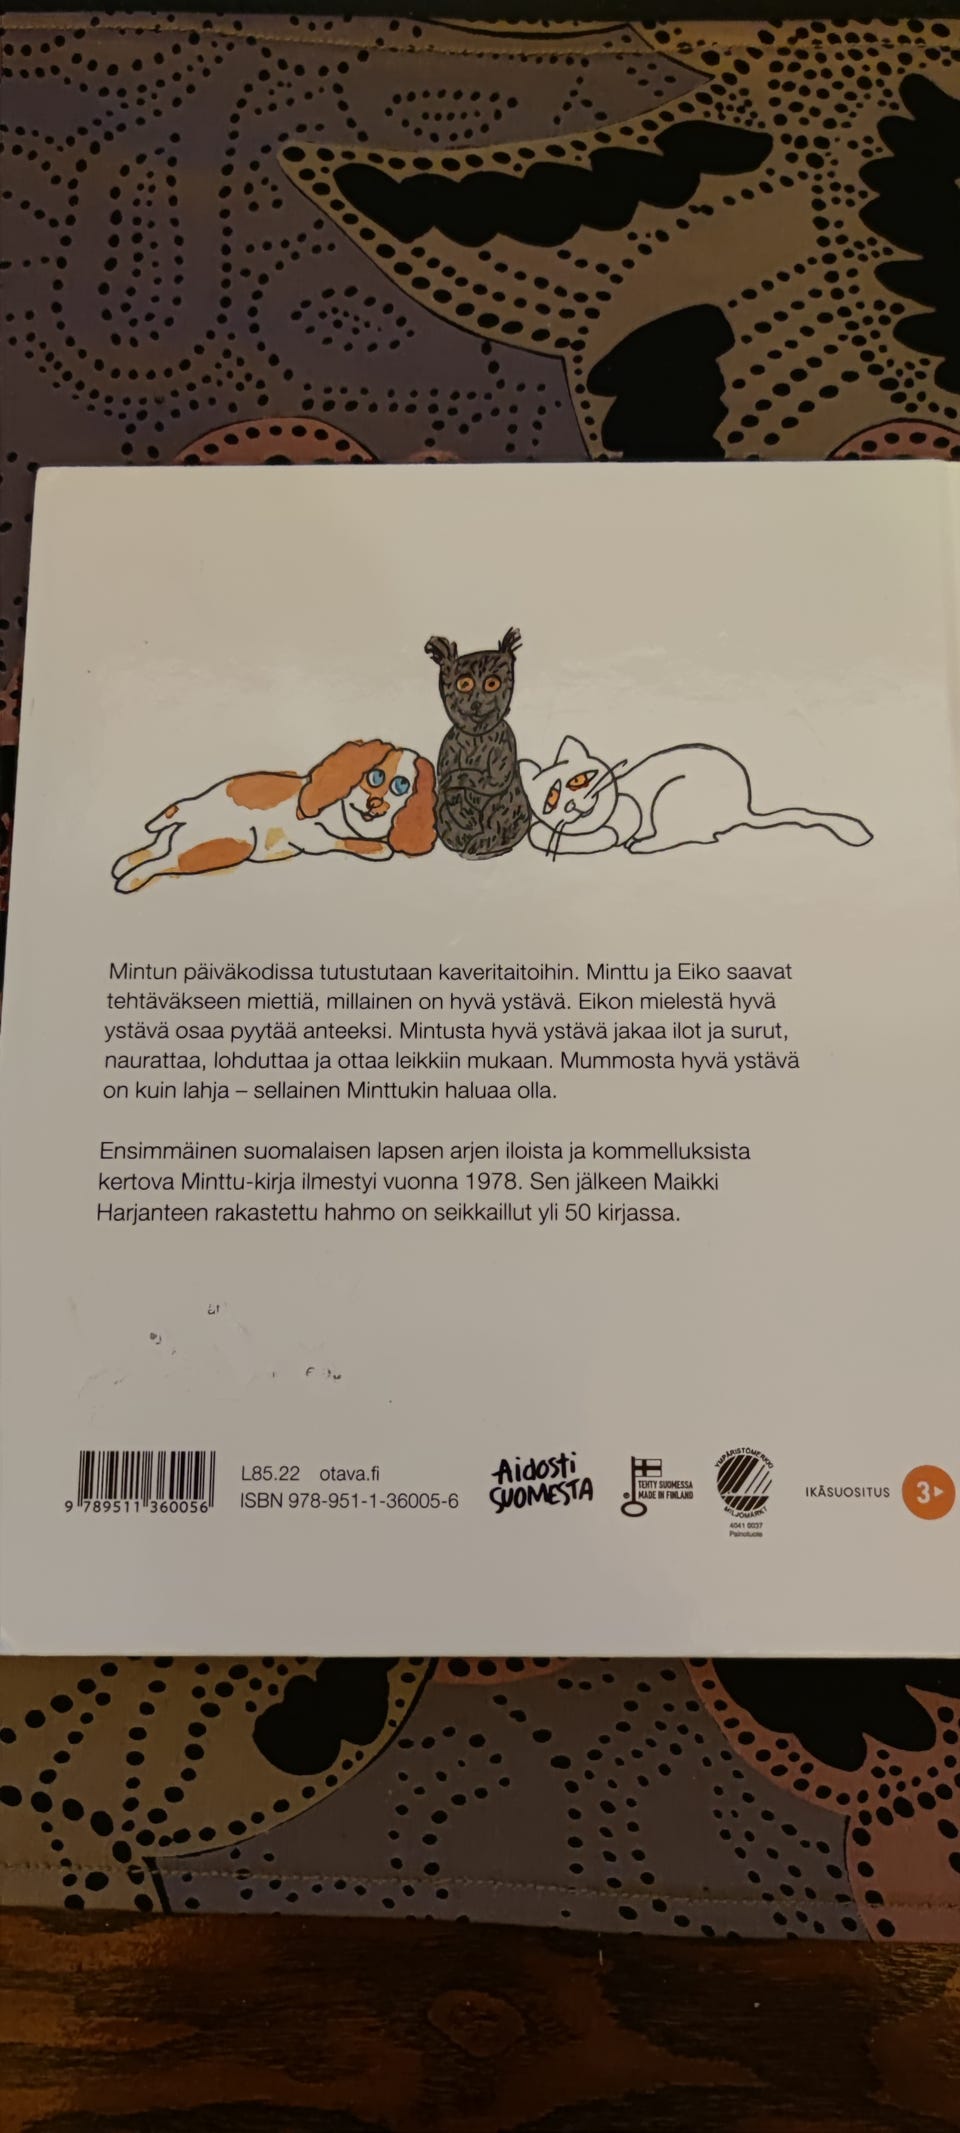 Mintun päiväkodissa tutustutaan kaveritaitoihin. Minttu ja Eiko saavat
tehtäväkseen miettiä, millainen on hyvä ystävä. Eikon mielestä hyvä
ystävä osaa pyytää anteeksi. Mintusta hyvä ystävä jakaa ilot ja surut,
naurattaa, lohduttaa ja ottaa leikkiin mukaan. Mummosta hyvä ystävä
on kuin lahja – sellainen Minttukin haluaa olla.
Ensimmäinen suomalaisen lapsen arjen iloista ja kommelluksista
kertova Minttu-kirja ilmestyi vuonna 1978. Sen jälkeen Maikki
Harjanteen rakastettu hahmo on seikkaillut yli 50 kirjassa.
9 789511 360056
L85.22 otava.fi
ISBN 978-951-1-36005-6
Aidosti
SUOMESTA
TEHTY SUOMESSA
MADE IN FINLAND
YMPÄRISTÖMERKKI
MILJÖMÄRKT
4041 0037
Painotuote
IKÄSUOSITUS
3